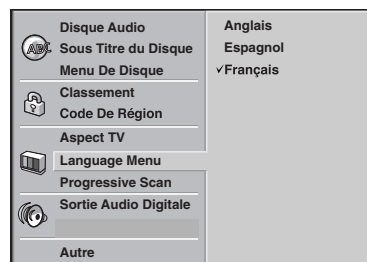 Disque Audio
Sous Titre du Disque
Menu De Disque
Classement
Code De Région
Aspect TV
Language Menu
Progressive Scan
Sortie Audio Digitale
Autre
Anglais
Espagnol
✓Français
ABC